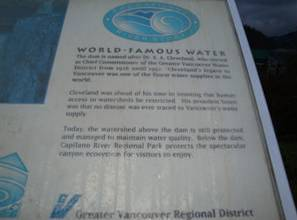 WORLD-FAMOUS WATER
The dam is named after Dr. E. A. Cleveland, who served
as Chief Commissioner of the Greater Vancouver Water
District from 1926 until 1952. Cleveland's legacy to
Vancouver was one of the finest water supplies in the
world.
Cleveland was ahead of his time in insisting that human
access to watersheds be restricted. His proudest boast
was that no disease was ever traced to Vancouver's water
supply.
Today, the watershed above the dam is still protected
and managed to maintain water quality. Below the dam,
Capilano River Regional Park protects the spectacular
canyon ecosystem for visitors to enjoy.
Greater Vancouver Regional District